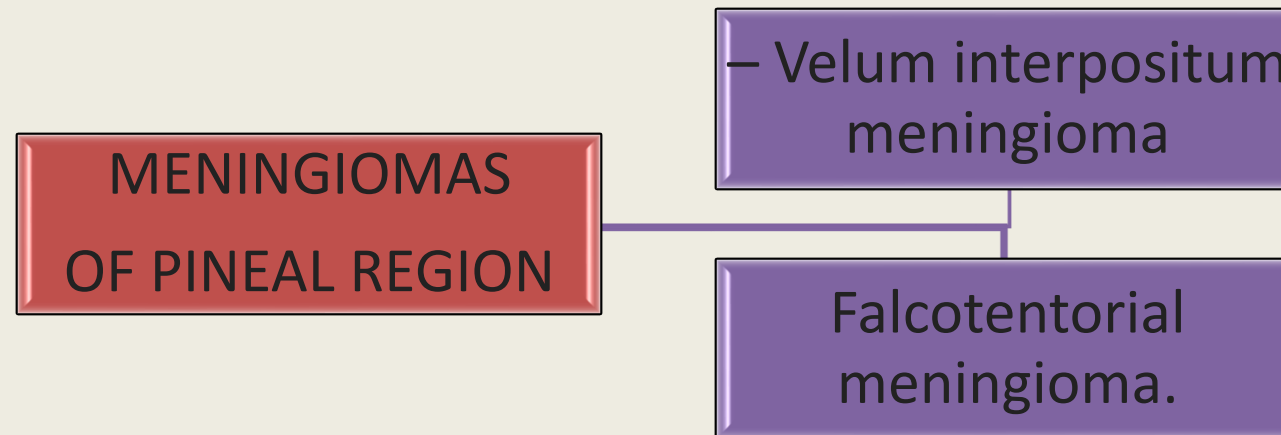 – Velum interpositum
meningioma
MENINGIOMAS
OF PINEAL REGION
Falcotentorial
meningioma.